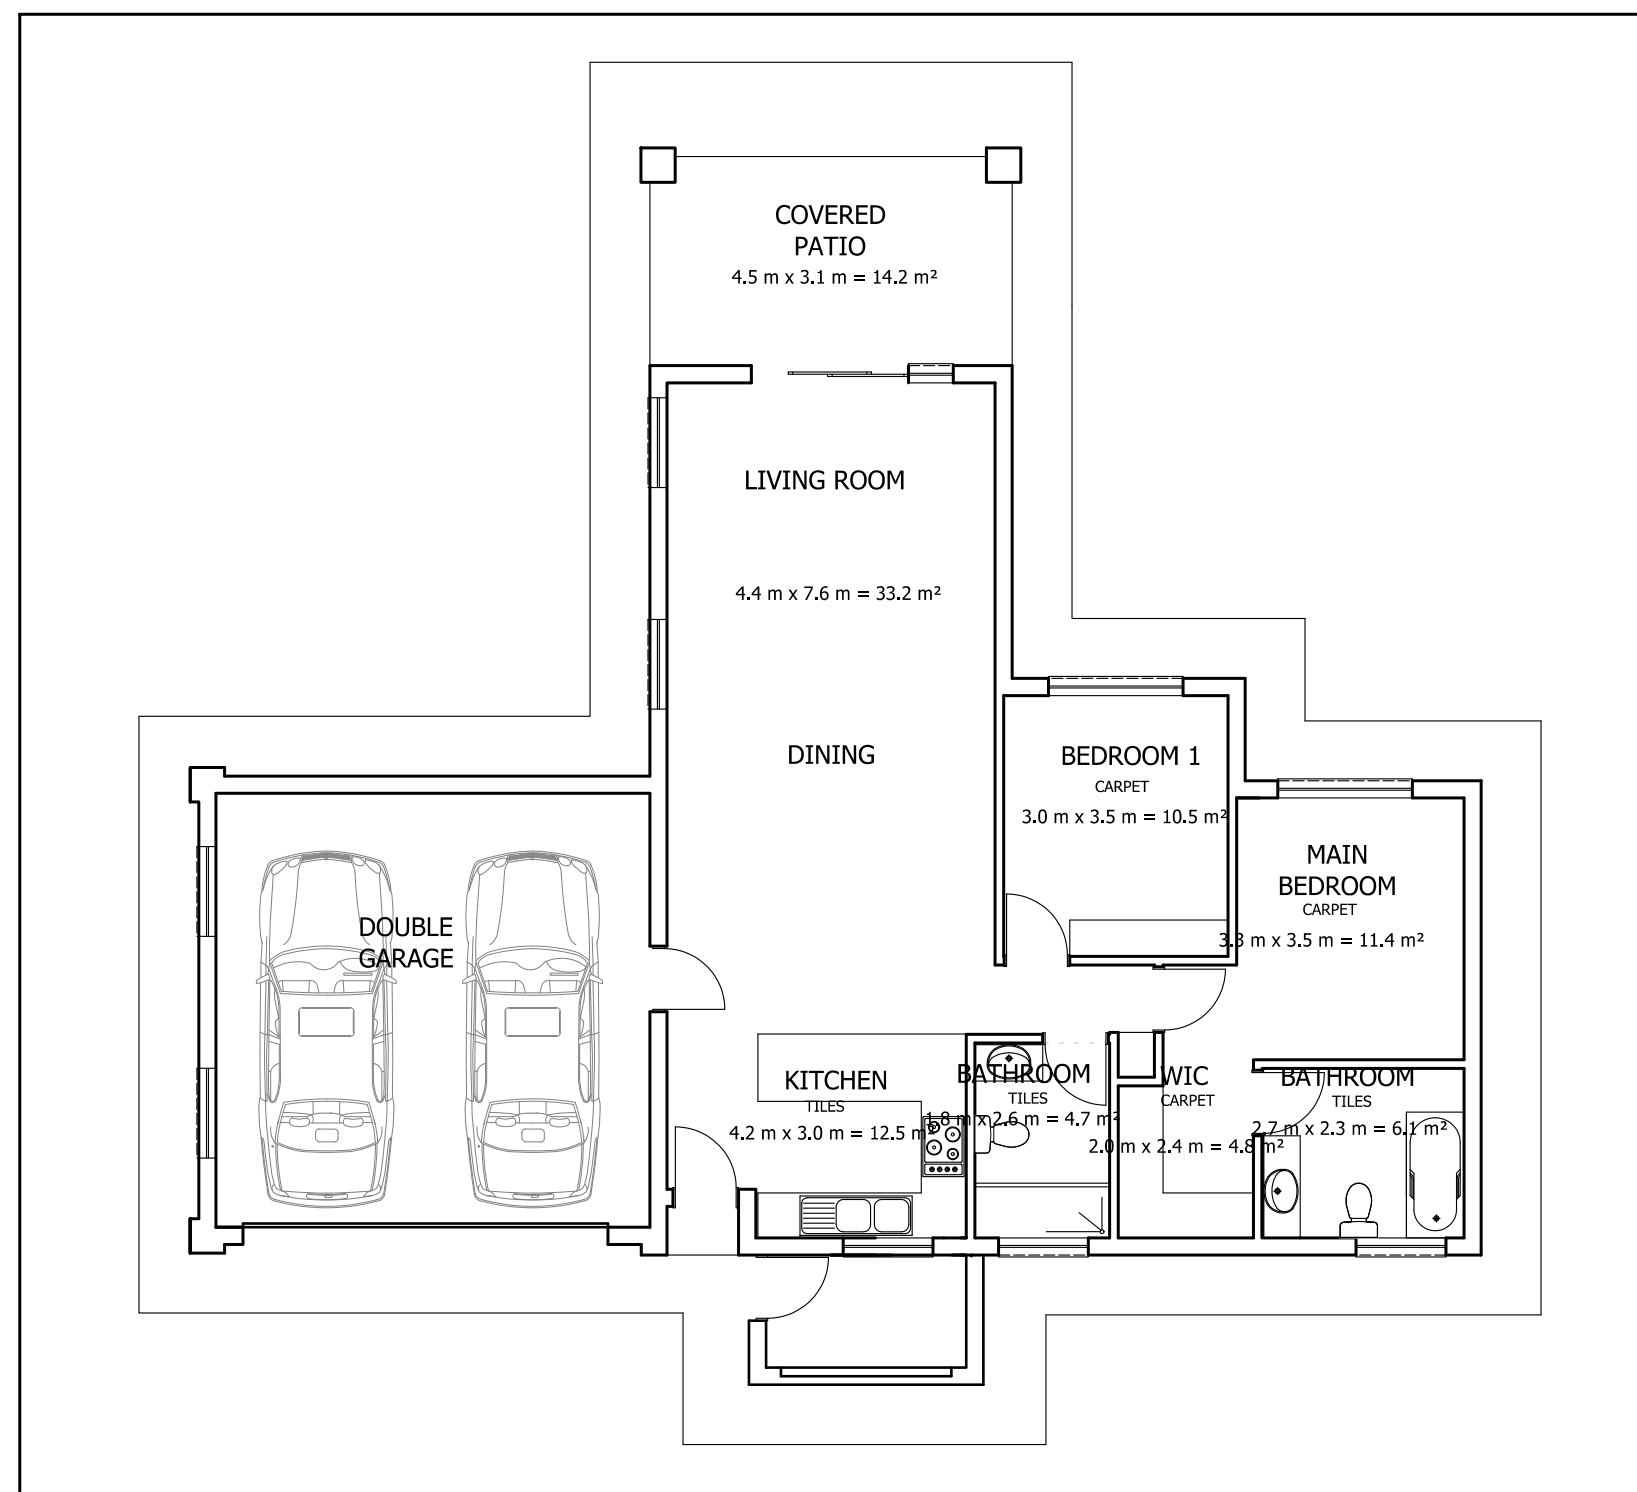 COVERED
PATIO
4.5 m x 3.1 m = 14.2 m²
LIVING ROOM
4.4 m x 7.6 m = 33.2 m²
DINING
BEDROOM 1
CARPET
3.0 m x 3.5 m = 10.5 m²
MAIN
BEDROOM
CARPET
3.3 m x 3.5 m = 11.4 m²
DOUBLE
GARAGE
KITCHEN
TILES
4.2 m x 3.0 m = 12.5 m²
BATHROOM
TILES
1.8 m x 2.6 m = 4.7 m²
WIC
CARPET
2.0 m x 2.4 m = 4.8 m²
BATHROOM
TILES
2.7 m x 2.3 m = 6.1 m²